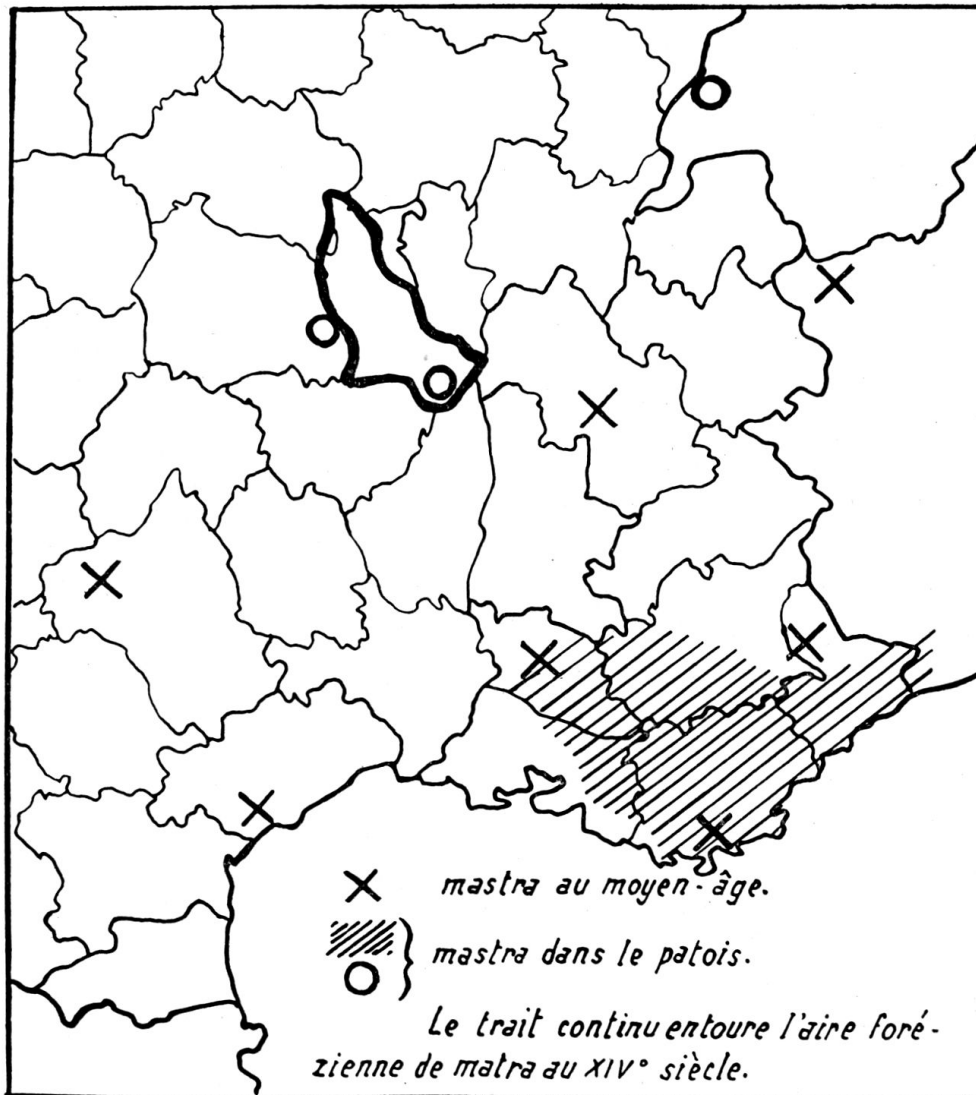 mastra au moyen-âge.
mastra dans le patois.
Le trait continu entoure l'aire foré-
zienne de matra au XIV° siècle.